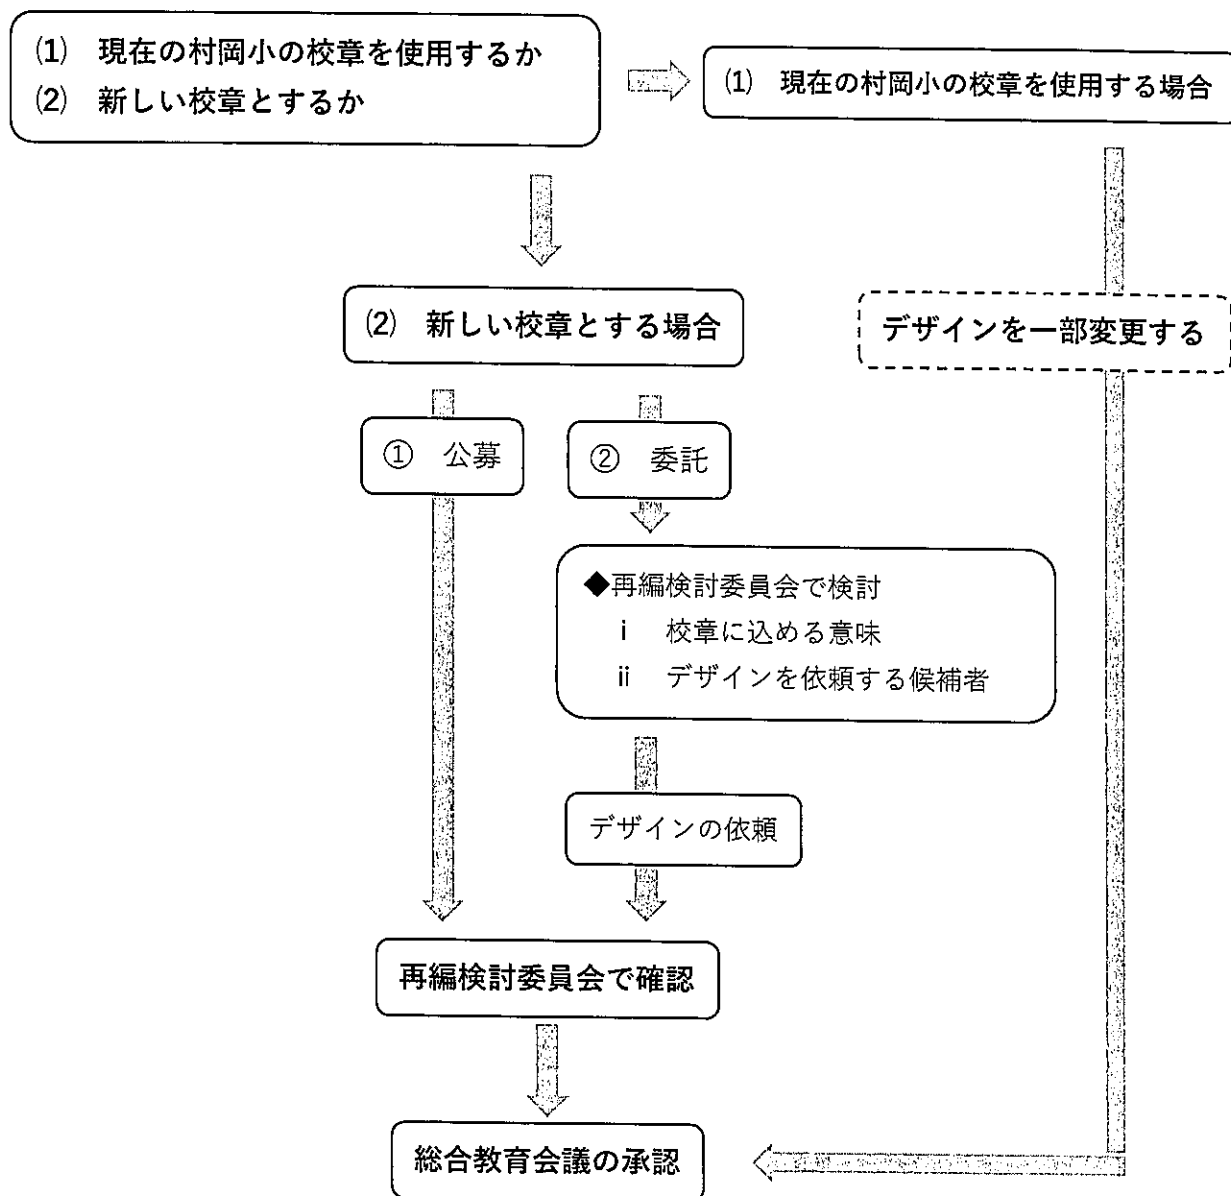 ⑴　現在の村岡小の校章を使用するか
⑵　新しい校章とするか
⑴　現在の村岡小の校章を使用する場合
⑵　新しい校章とする場合
デザインを一部変更する
①　公募
②　委託
◆再編検討委員会で検討
ⅰ　校章に込める意味
ⅱ　デザインを依頼する候補者
デザインの依頼
再編検討委員会で確認
総合教育会議の承認